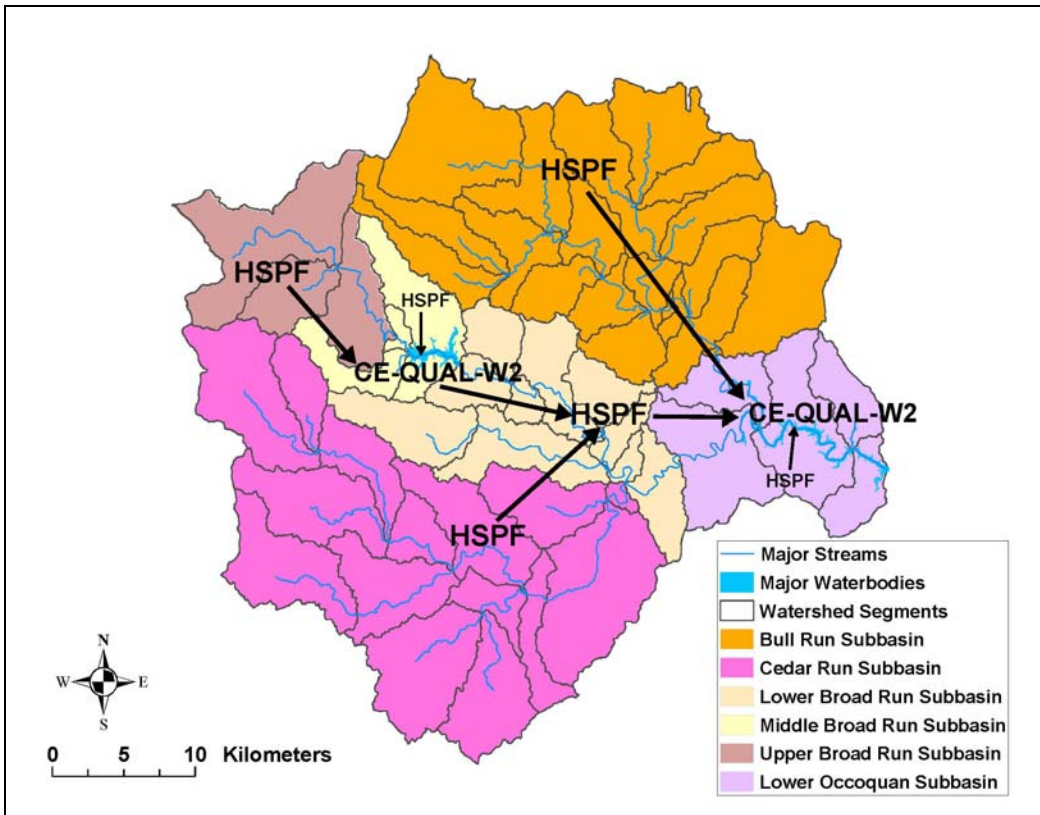 HSPF
HSPF
HSPF
CE-QUAL-W2
HSPF
CE-QUAL-W2
HSPF
HSPF
Major Streams
Major Waterbodies
Watershed Segments
Bull Run Subbasin
Cedar Run Subbasin
Lower Broad Run Subbasin
Middle Broad Run Subbasin
Upper Broad Run Subbasin
Lower Occoquan Subbasin
N
W E
S
0 5 10 Kilometers